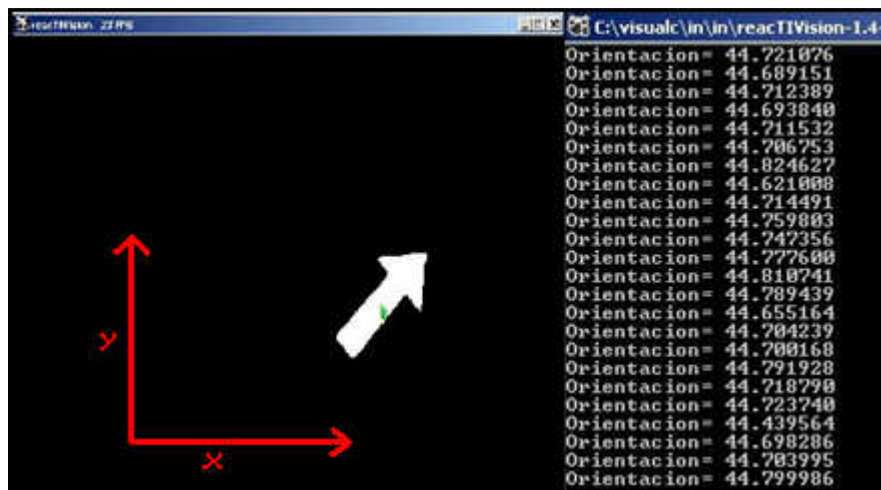 reacTIVision 23 FPS
C:\visualc\in\in\reacTIVision-1.4-
Orientacion= 44.721076
Orientacion= 44.689151
Orientacion= 44.712389
Orientacion= 44.693840
Orientacion= 44.711532
Orientacion= 44.706753
Orientacion= 44.824627
Orientacion= 44.621008
Orientacion= 44.714491
Orientacion= 44.759803
Orientacion= 44.747356
Orientacion= 44.777600
Orientacion= 44.810741
Orientacion= 44.789439
Orientacion= 44.655164
Orientacion= 44.704239
Orientacion= 44.700168
Orientacion= 44.791928
Orientacion= 44.718790
Orientacion= 44.723740
Orientacion= 44.439564
Orientacion= 44.698286
Orientacion= 44.703995
Orientacion= 44.799986
y
x